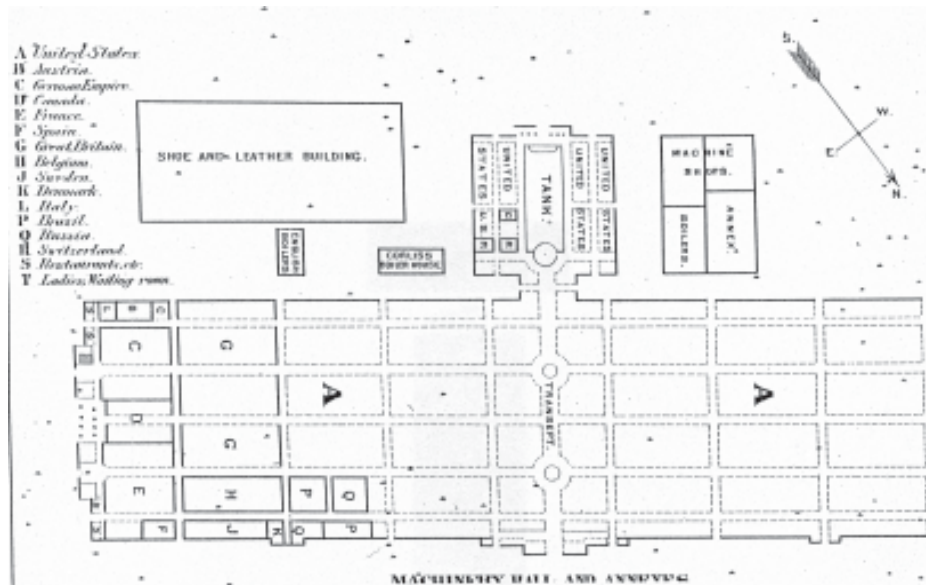 A United States.
B Austria.
C German Empire.
D Canada.
E France.
F Spain.
G Great Britain.
H Belgium.
J Sweden.
K Denmark.
L Italy.
P Brazil.
Q Russia.
R Switzerland.
S Restaurants, etc.
T Ladies Waiting room.
S.
W.
E.
N.
SHOE AND LEATHER BUILDING.
ENGLISH BOILERS
CORLISS
BOILER HOUSE.
UNITED
STATES
TANK.
UNITED
STATES
UNITED
STATES
MACHINE
SHOPS.
BOILERS.
ANNEX.
C
G
A
A
D
TRANSEPT.
G
E
H
P
Q
F
J
K
Q
P
MACHINERY HALL AND ANNEXES